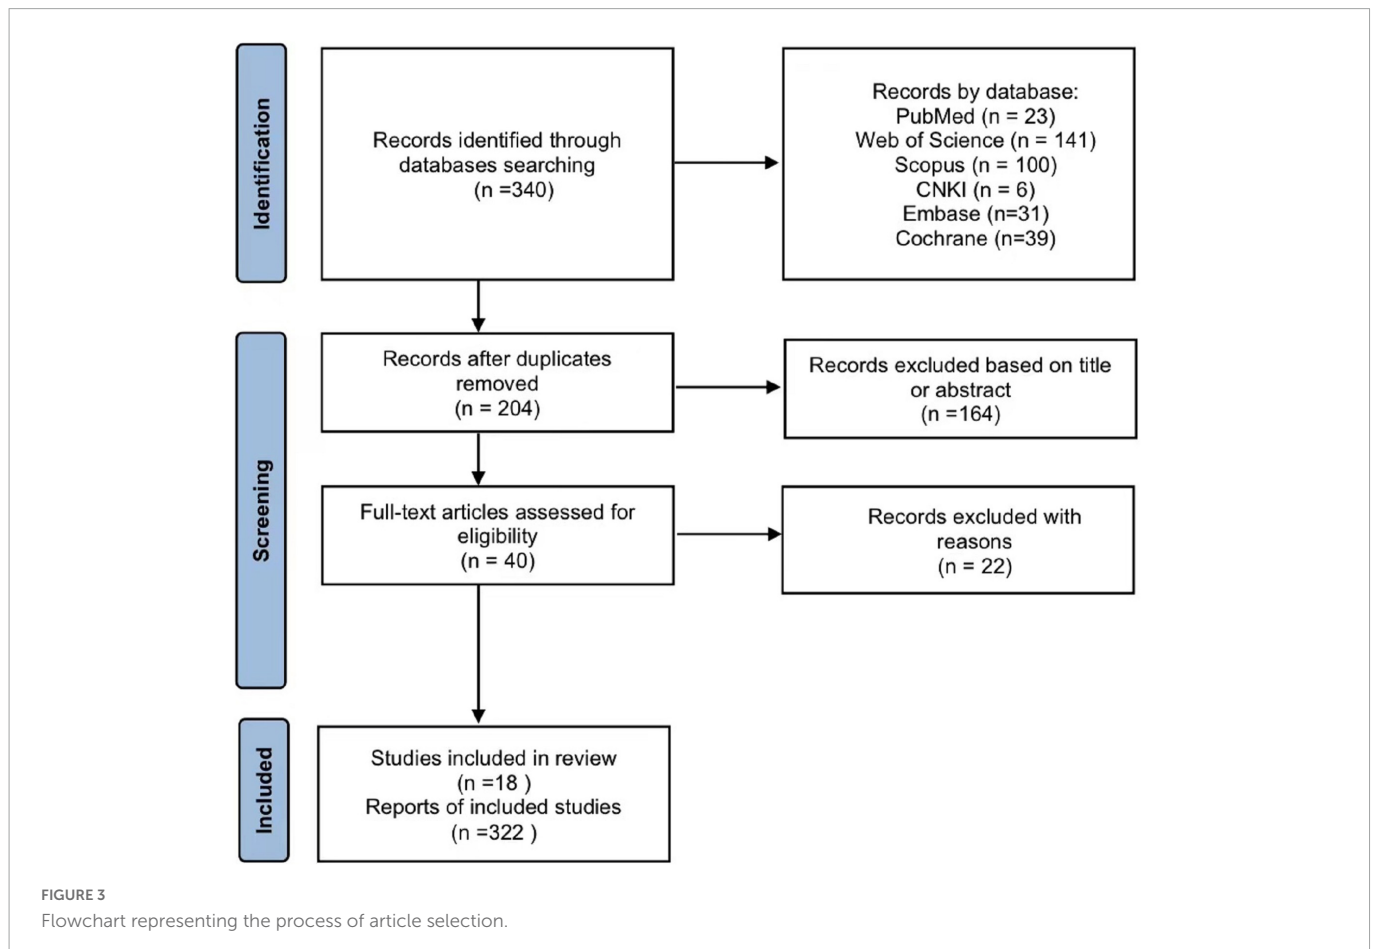 Identification
Records identified through
databases searching
(n =340)
Records by database:
PubMed (n = 23)
Web of Science (n = 141)
Scopus (n = 100)
CNKI (n = 6)
Embase (n=31)
Cochrane (n=39)
Screening
Records after duplicates
removed
(n = 204)
Records excluded based on title
or abstract
(n =164)
Full-text articles assessed for
eligibility
(n = 40)
Records excluded with
reasons
(n = 22)
Included
Studies included in review
(n =18 )
Reports of included studies
(n =322 )
FIGURE 3
Flowchart representing the process of article selection.